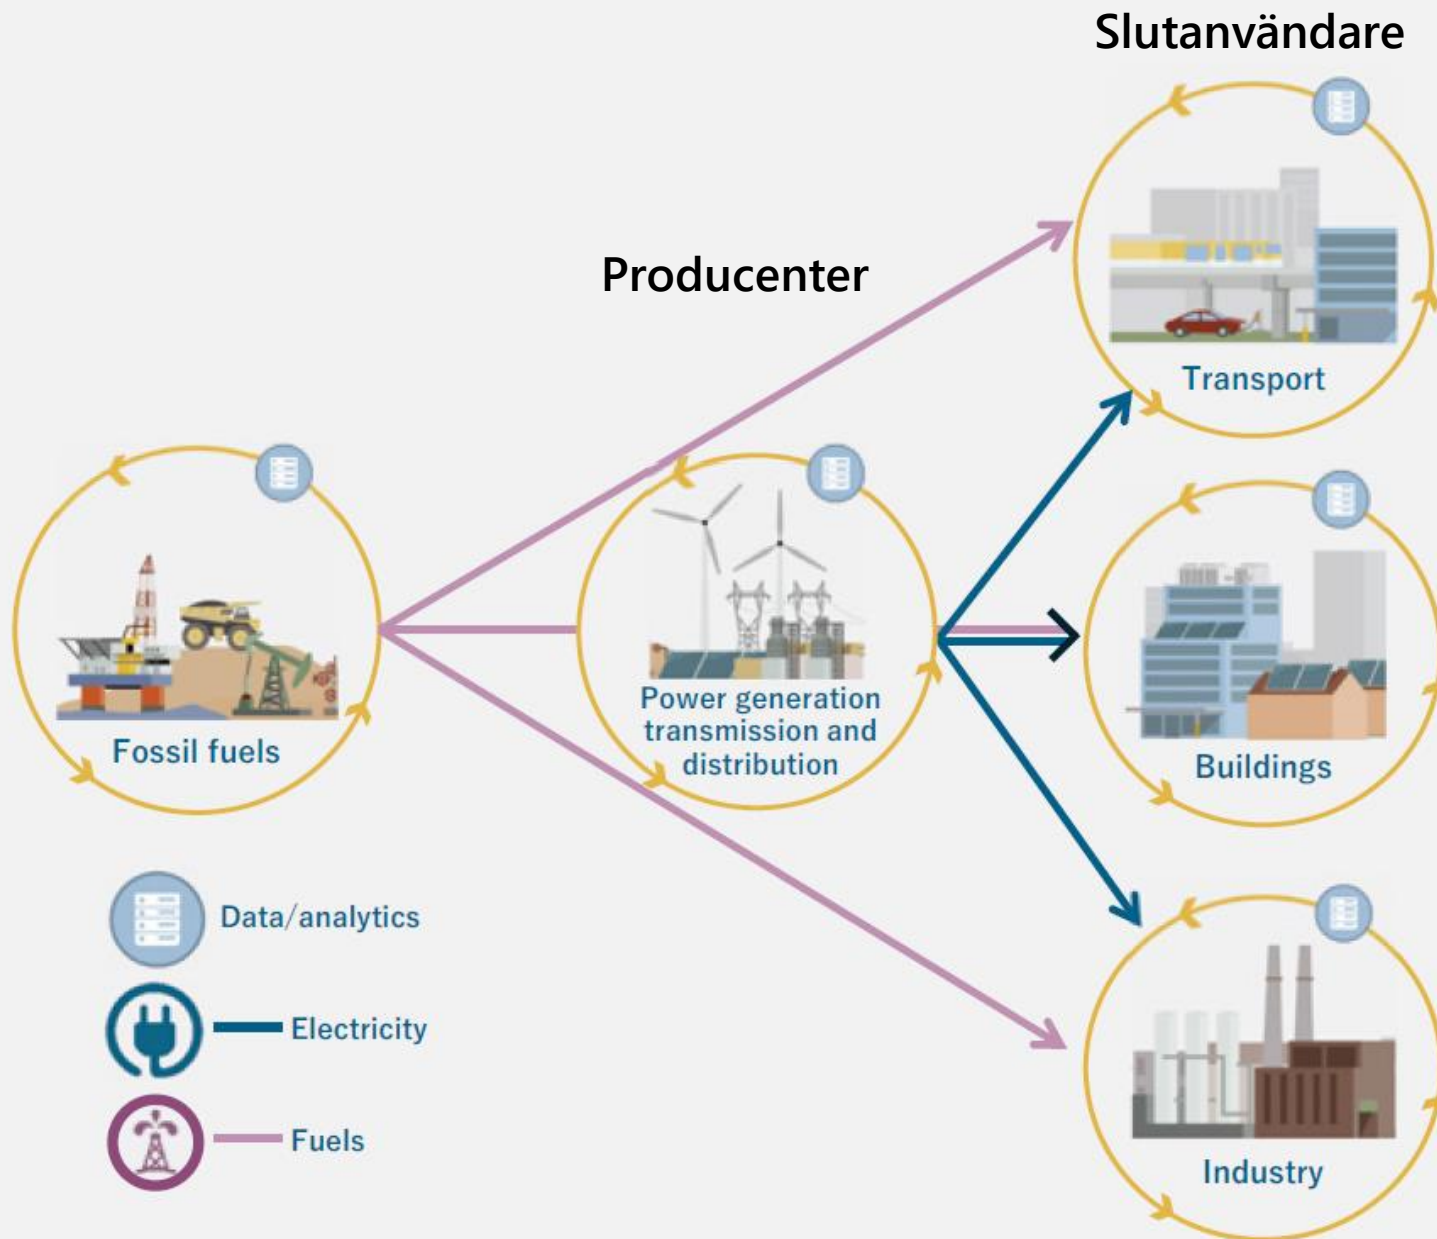 Slutanvändare
Producenter
Transport
Fossil fuels
Power generation
transmission and
distribution
Buildings
Data/analytics
Electricity
Fuels
Industry